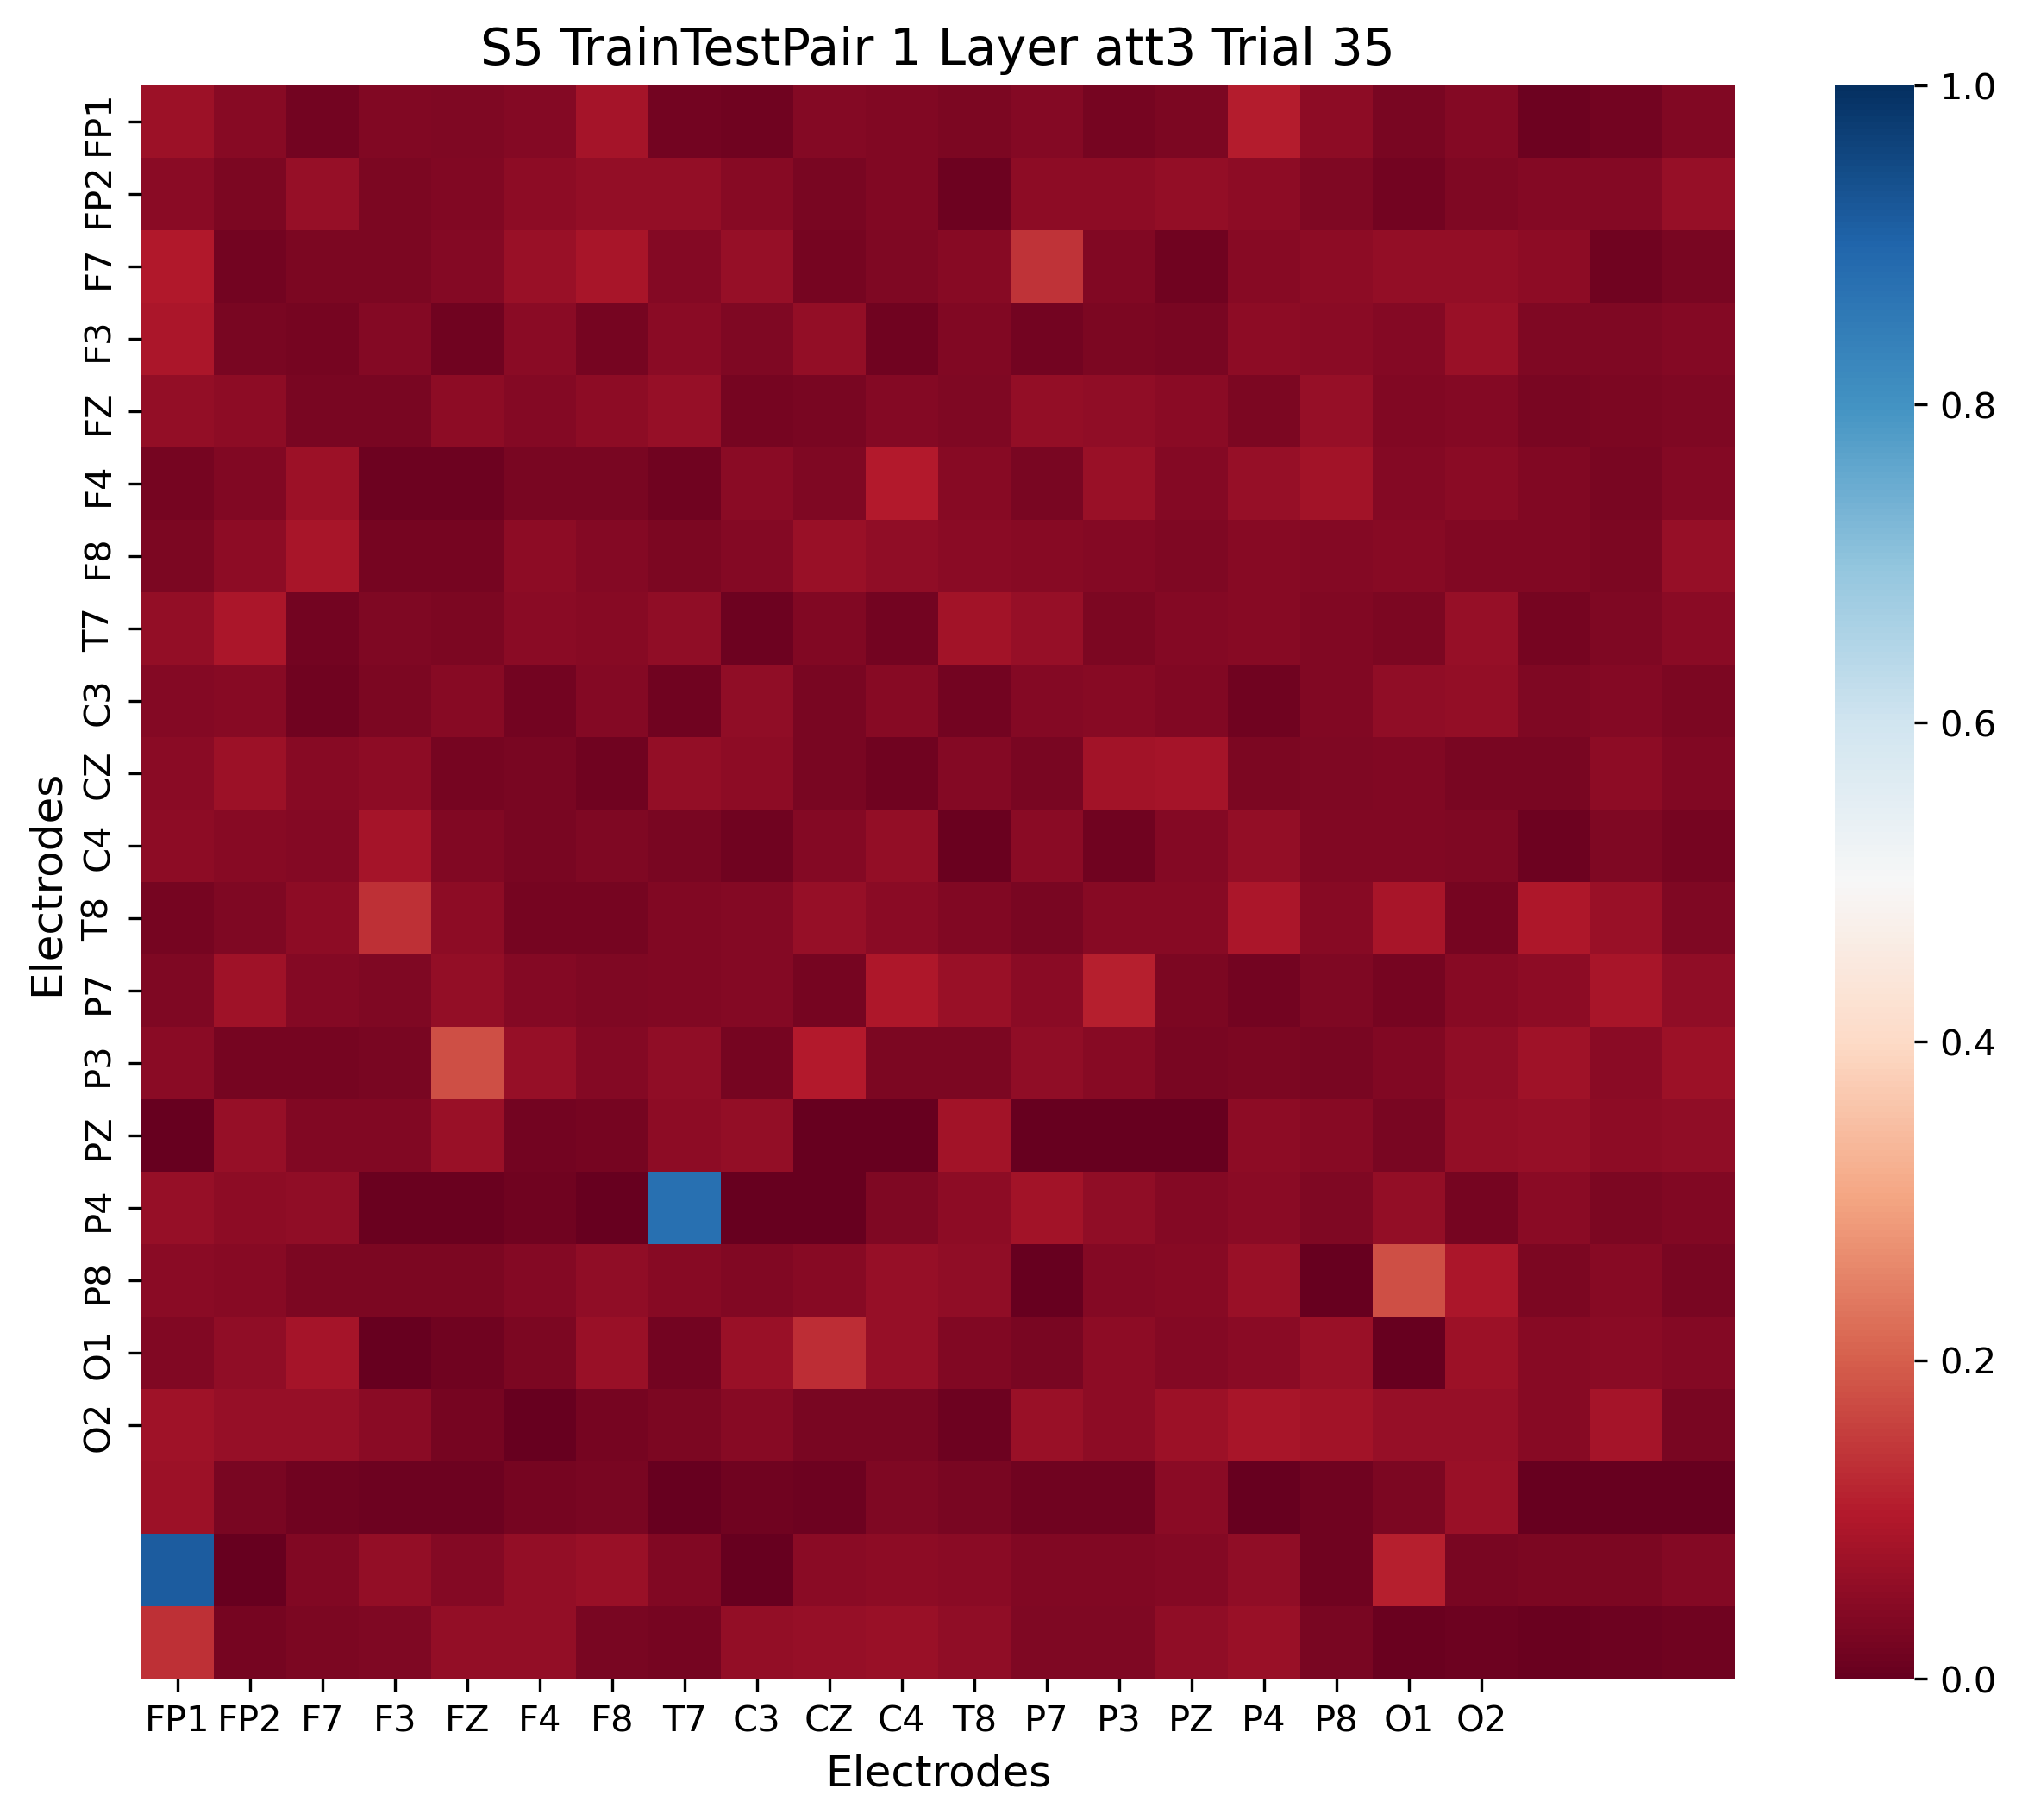 S5 TrainTestPair 1 Layer att3 Trial 35
Electrodes
FP1
FP2
F7
F3
FZ
F4
F8
T7
C3
CZ
C4
T8
P7
P3
PZ
P4
P8
O1
O2
FP1 FP2 F7 F3 FZ F4 F8 T7 C3 CZ C4 T8 P7 P3 PZ P4 P8 O1 O2
Electrodes
1.0
0.8
0.6
0.4
0.2
0.0